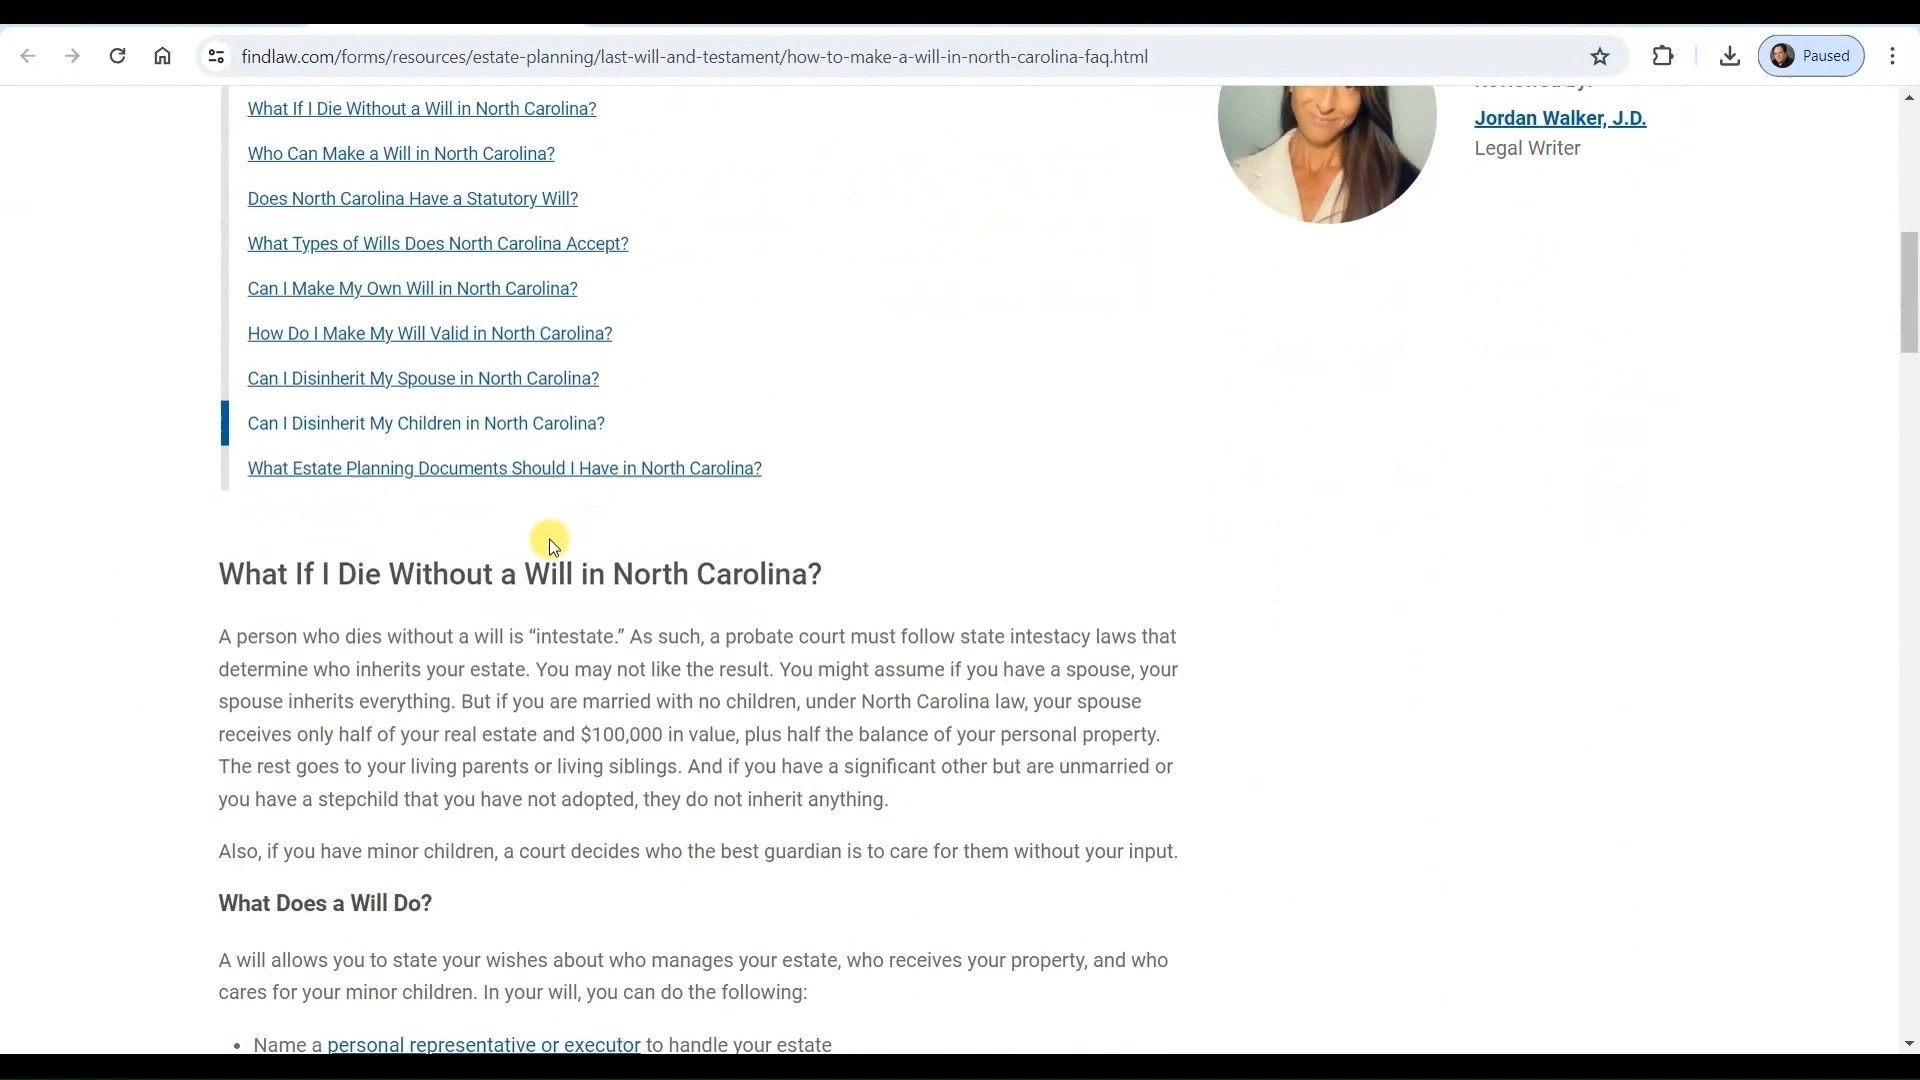 findlaw.com/forms/resources/estate-planning/last-will-and-testament/how-to-make-a-will-in-north-carolina-faq.html
Paused
What If I Die Without a Will in North Carolina?
Who Can Make a Will in North Carolina?
Does North Carolina Have a Statutory Will?
What Types of Wills Does North Carolina Accept?
Can I Make My Own Will in North Carolina?
How Do I Make My Will Valid in North Carolina?
Can I Disinherit My Spouse in North Carolina?
Can I Disinherit My Children in North Carolina?
What Estate Planning Documents Should I Have in North Carolina?
Jordan Walker, J.D.
Legal Writer
What If I Die Without a Will in North Carolina?
A person who dies without a will is “intestate.” As such, a probate court must follow state intestacy laws that
determine who inherits your estate. You may not like the result. You might assume if you have a spouse, your
spouse inherits everything. But if you are married with no children, under North Carolina law, your spouse
receives only half of your real estate and $100,000 in value, plus half the balance of your personal property.
The rest goes to your living parents or living siblings. And if you have a significant other but are unmarried or
you have a stepchild that you have not adopted, they do not inherit anything.
Also, if you have minor children, a court decides who the best guardian is to care for them without your input.
What Does a Will Do?
A will allows you to state your wishes about who manages your estate, who receives your property, and who
cares for your minor children. In your will, you can do the following:
• Name a personal representative or executor to handle your estate